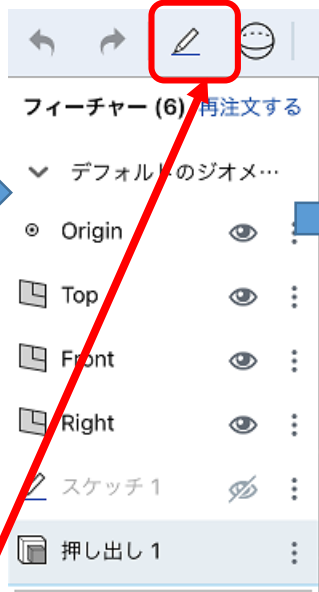 フィーチャー (6) 再注文する
デフォルトのジオメ…
Origin
Top
Front
Right
スケッチ 1
押し出し 1